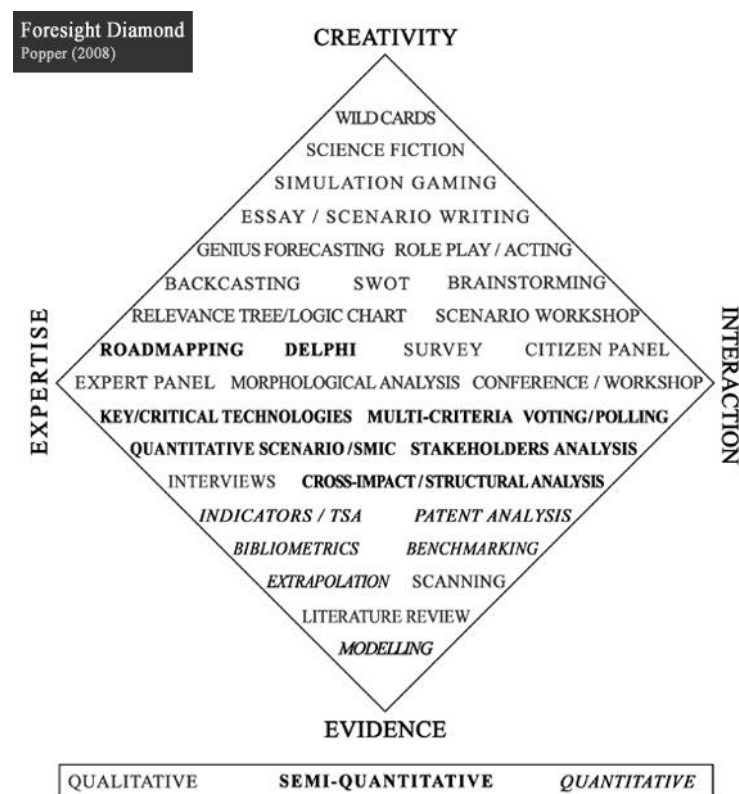 Foresight Diamond
Popper (2008)
CREATIVITY
WILD CARDS
SCIENCE FICTION
SIMULATION GAMING
ESSAY / SCENARIO WRITING
GENIUS FORECASTING ROLE PLAY / ACTING
BACKCASTING SWOT BRAINSTORMING
RELEVANCE TREE/LOGIC CHART SCENARIO WORKSHOP
ROADMAPPING DELPHI SURVEY CITIZEN PANEL
EXPERT PANEL MORPHOLOGICAL ANALYSIS CONFERENCE / WORKSHOP
KEY/CRITICAL TECHNOLOGIES MULTI-CRITERIA VOTING/POLLING
QUANTITATIVE SCENARIO/SMIC STAKEHOLDERS ANALYSIS
INTERVIEWS CROSS-IMPACT / STRUCTURAL ANALYSIS
INDICATORS / TSA PATENT ANALYSIS
BIBLIOMETRICS BENCHMARKING
EXTRAPOLATION SCANNING
LITERATURE REVIEW
MODELLING
EXPERTISE
INTERACTION
EVIDENCE
QUALITATIVE SEMI-QUANTITATIVE QUANTITATIVE